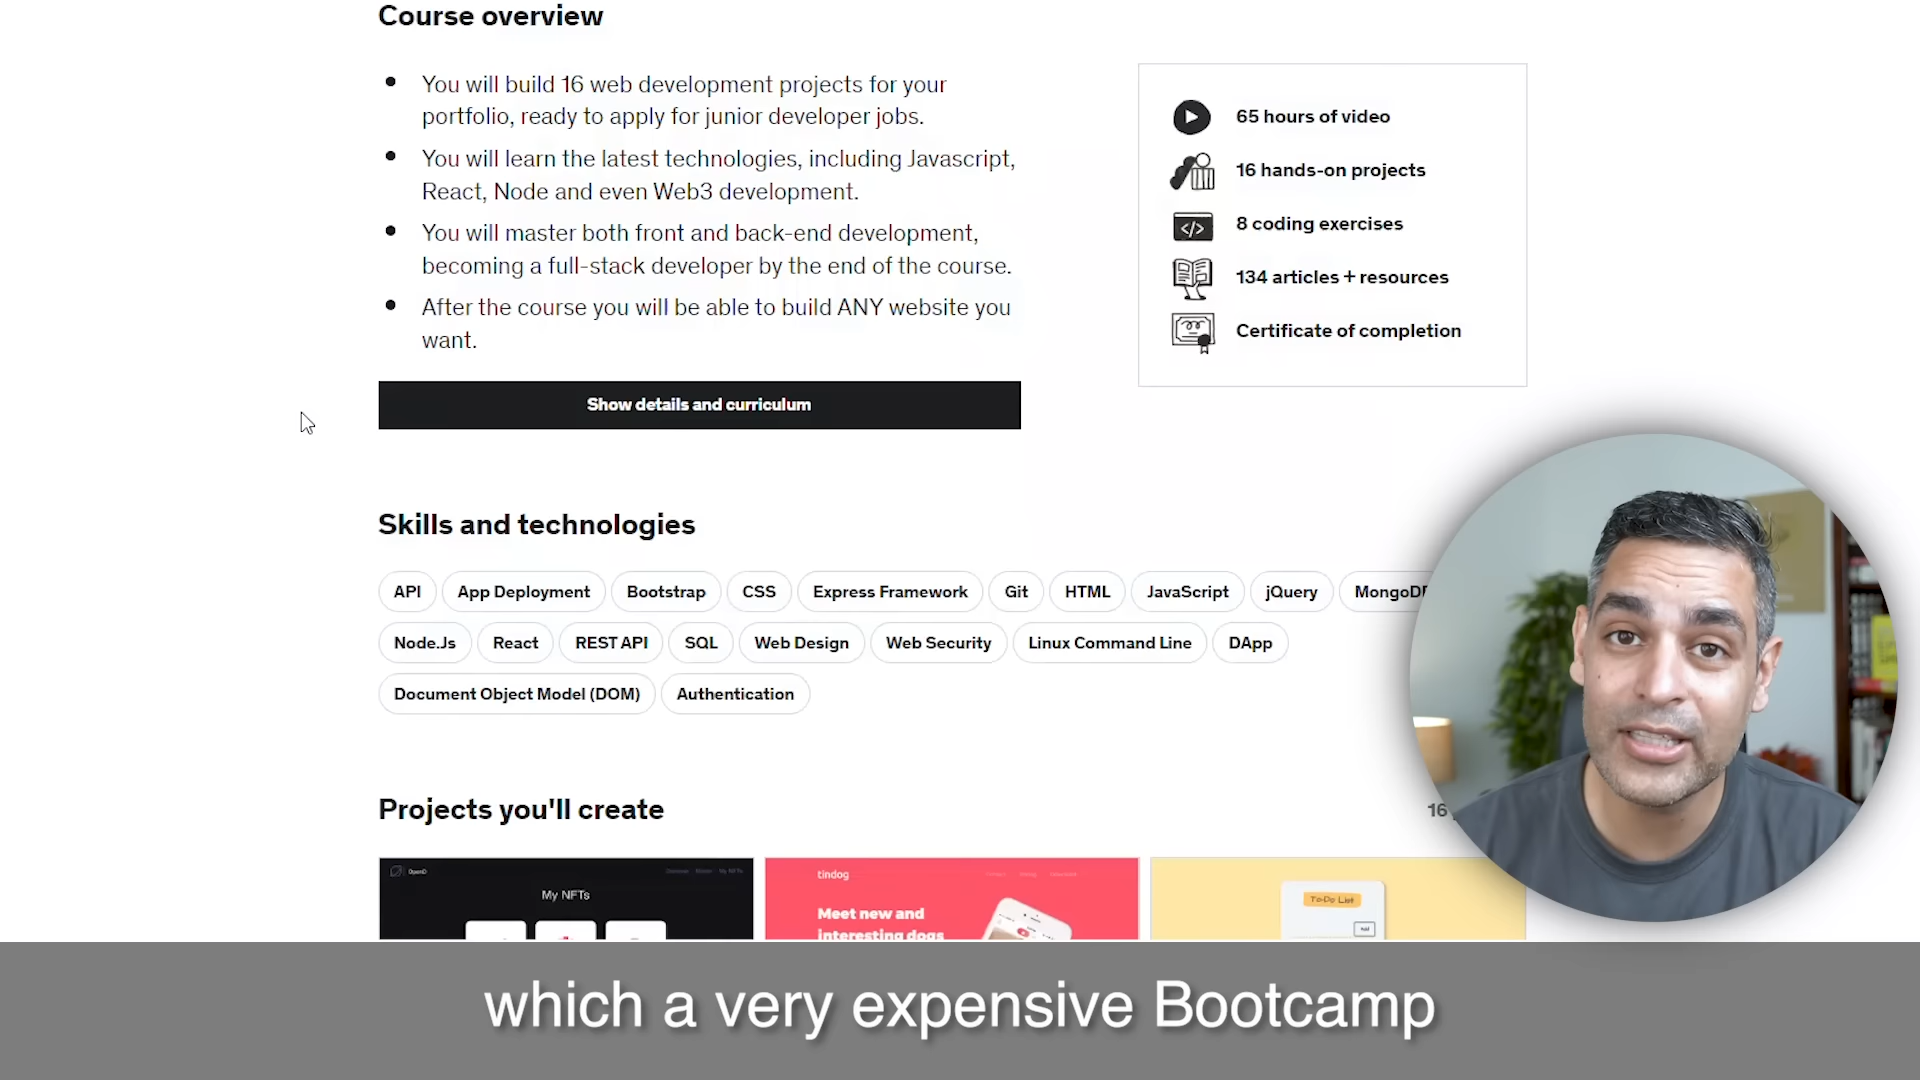 Course overview
You will build 16 web development projects for your
portfolio, ready to apply for junior developer jobs.
You will learn the latest technologies, including Javascript,
React, Node and even Web3 development.
You will master both front and back-end development,
becoming a full-stack developer by the end of the course.
After the course you will be able to build ANY website you
want.
Show details and curriculum
65 hours of video
16 hands-on projects
8 coding exercises
134 articles + resources
Certificate of completion
Skills and technologies
API App Deployment Bootstrap CSS Express Framework Git HTML JavaScript jQuery
Node.Js React REST API SQL Web Design Web Security Linux Command Line DApp
Document Object Model (DOM) Authentication
Projects you'll create
16
My NFTs
tindog
Meet new and
interesting dogs
To-Do List
which a very expensive Bootcamp